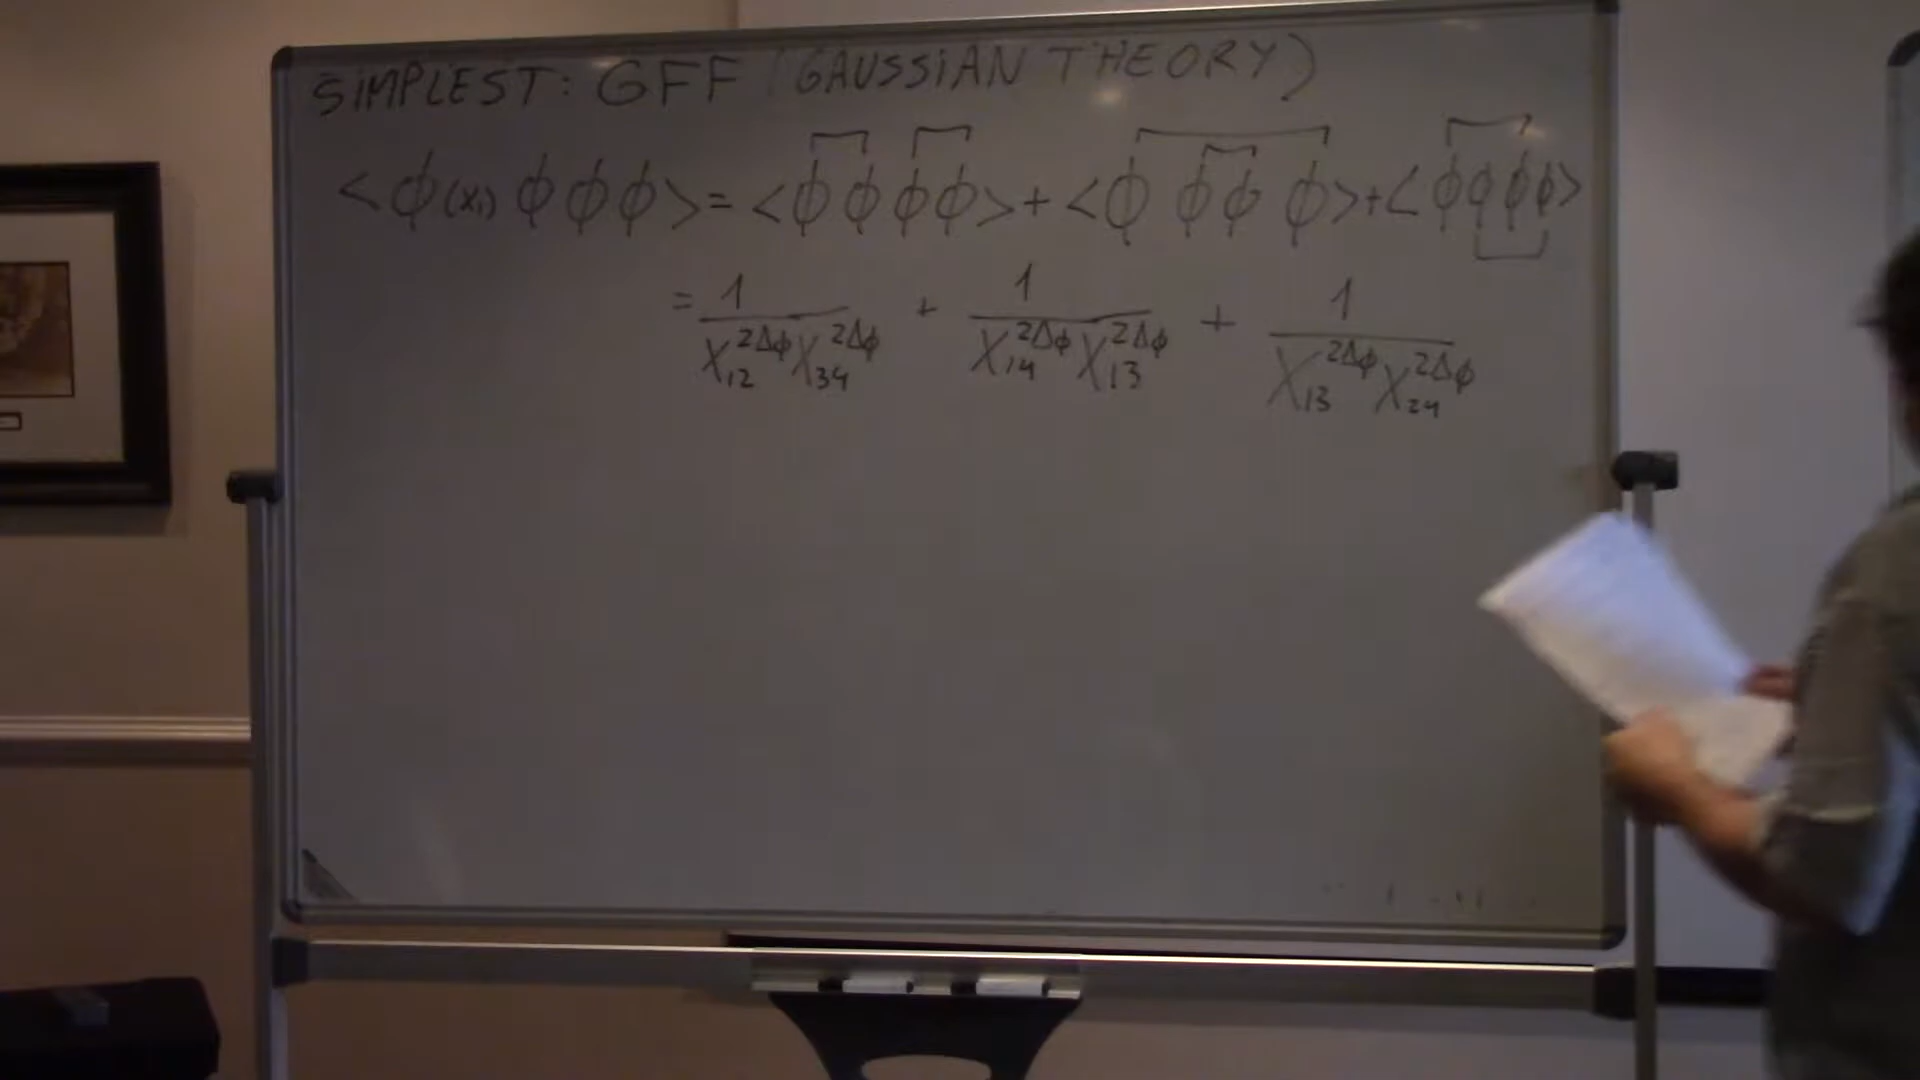 SIMPLEST: GFF (GAUSSIAN THEORY)
<ϕ(x₁) ϕ ϕ ϕ> = <ϕ ϕ ϕ ϕ> + <ϕ ϕ ϕ ϕ> + <ϕ ϕ ϕ ϕ>
= 1/(X₁₂^{2Δϕ} X₃₄^{2Δϕ}) + 1/(X₁₄^{2Δϕ} X₁₃^{2Δϕ}) + 1/(X₁₃^{2Δϕ} X₂₄^{2Δϕ})